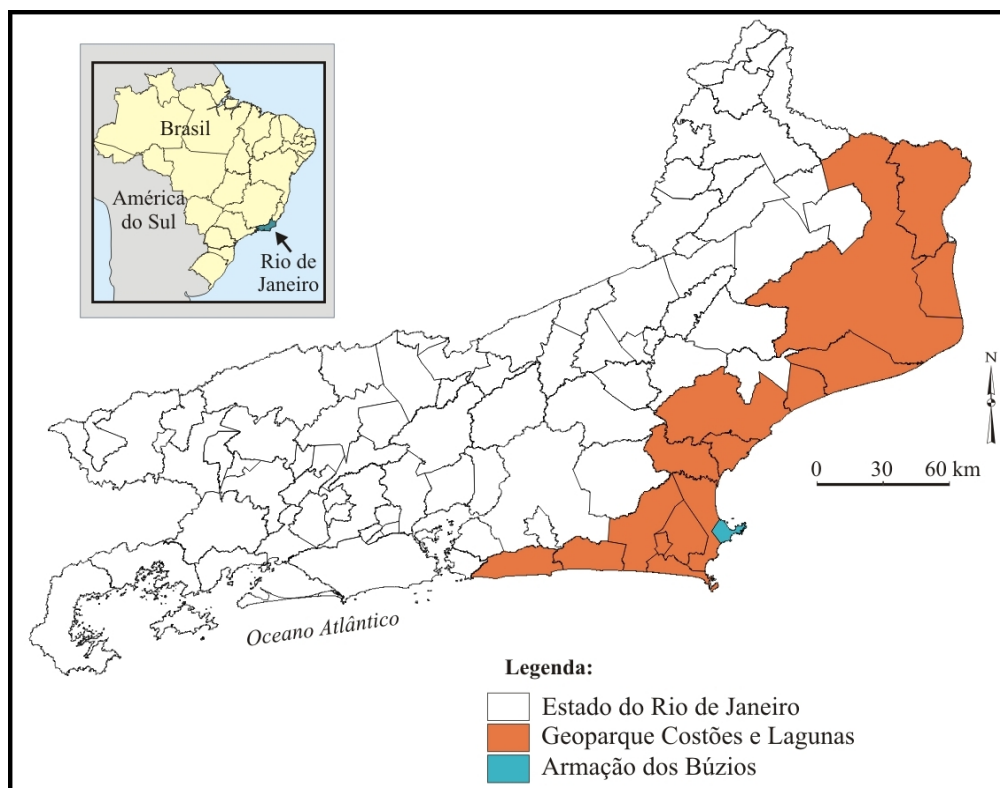 Brasil
América
do Sul
Rio de
Janeiro
N
0 30 60 km
Oceano Atlântico
Legenda:
Estado do Rio de Janeiro
Geoparque Costões e Lagunas
Armação dos Búzios